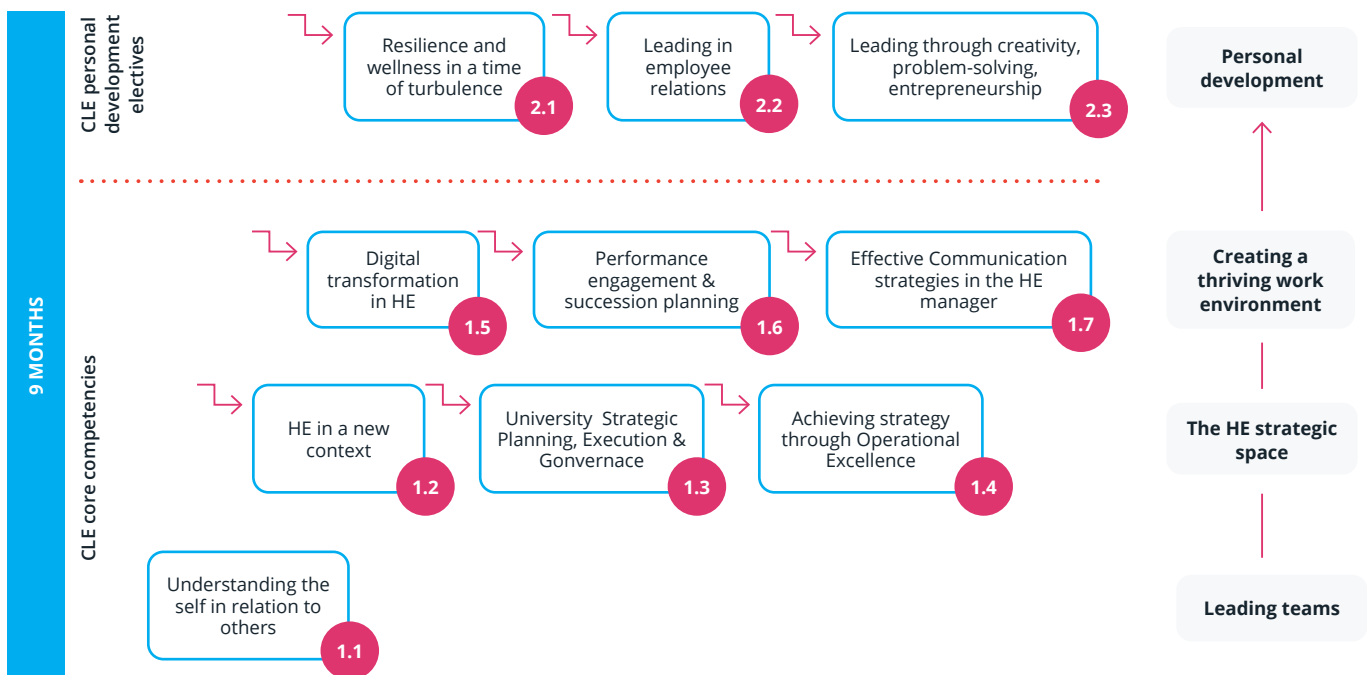 9 MONTHS
CLE personal
development
electives
Resilience and
wellness in a time
of turbulence
2.1
Leading in
employee
relations
2.2
Leading through creativity,
problem-solving,
entrepreneurship
2.3
Personal
development
CLE core competencies
Digital
transformation
in HE
1.5
Performance
engagement &
succession planning
1.6
Effective Communication
strategies in the HE
manager
1.7
Creating a
thriving work
environment
HE in a new
context
1.2
University Strategic
Planning, Execution &
Gonvernace
1.3
Achieving strategy
through Operational
Excellence
1.4
The HE strategic
space
Understanding the
self in relation to
others
1.1
Leading teams